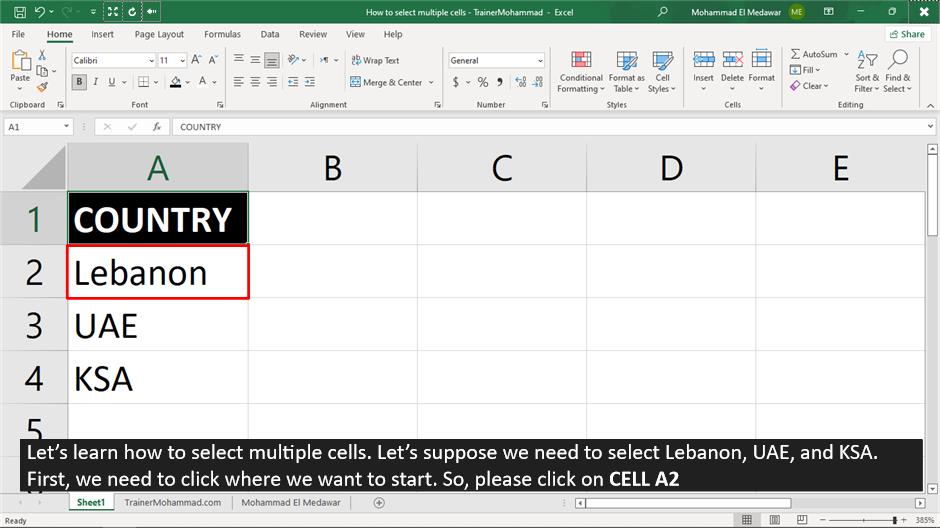 How to select multiple cells - TrainerMohammad - Excel
Mohammad El Medawar
ME
File Home Insert Page Layout Formulas Data Review View Help
Share
Paste
Clipboard
Calibri 11
B I U
Font
Wrap Text
Merge & Center
Alignment
General
$ % ,
Number
Conditional Formatting
Format as Table
Cell Styles
Styles
Insert Delete Format
Cells
AutoSum
Fill
Clear
Sort & Filter
Find & Select
Editing
A1 fx COUNTRY
A B C D E
1 COUNTRY
2 Lebanon
3 UAE
4 KSA
5
Let's learn how to select multiple cells. Let's suppose we need to select Lebanon, UAE, and KSA.
First, we need to click where we want to start. So, please click on CELL A2
Sheet1 TrainerMohammad.com Mohammad El Medawar
Ready
385%